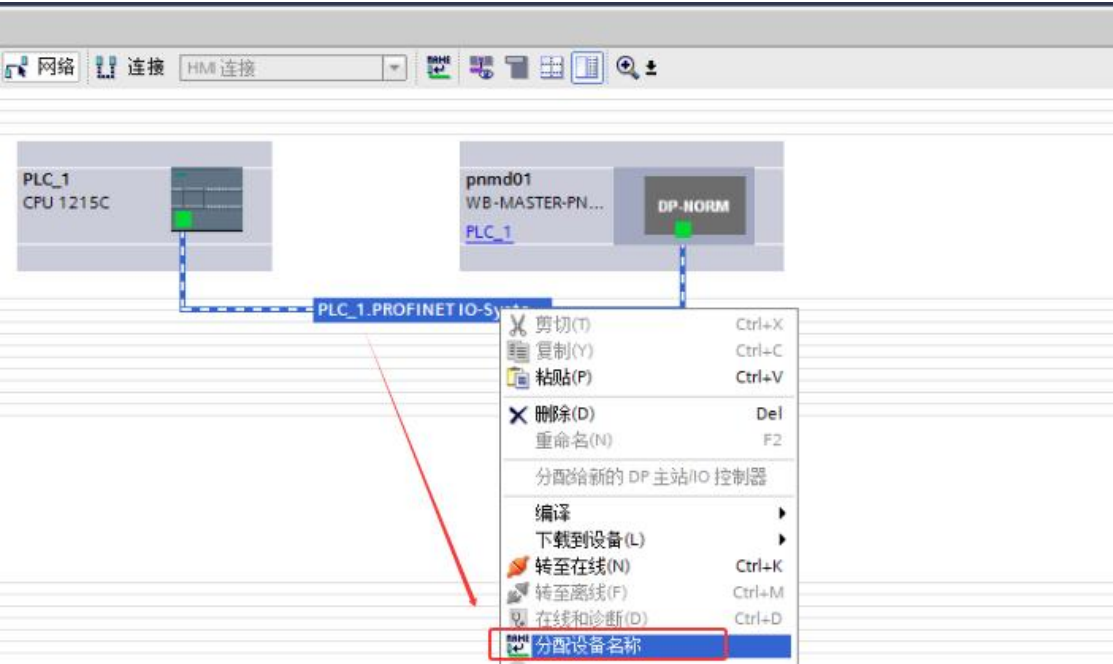 网络 连接 HMI 连接
PLC_1
CPU 1215C
pnmd01
WB-MASTER-PN...
PLC_1
DP-NORM
PLC_1.PROFINET IO-Syste...
剪切(T) Ctrl+X
复制(Y) Ctrl+C
粘贴(P) Ctrl+V
删除(D) Del
重命名(N) F2
分配给新的 DP 主站/IO 控制器
编译
下载到设备(L)
转至在线(N) Ctrl+K
转至离线(F) Ctrl+M
在线和诊断(D) Ctrl+D
分配设备名称